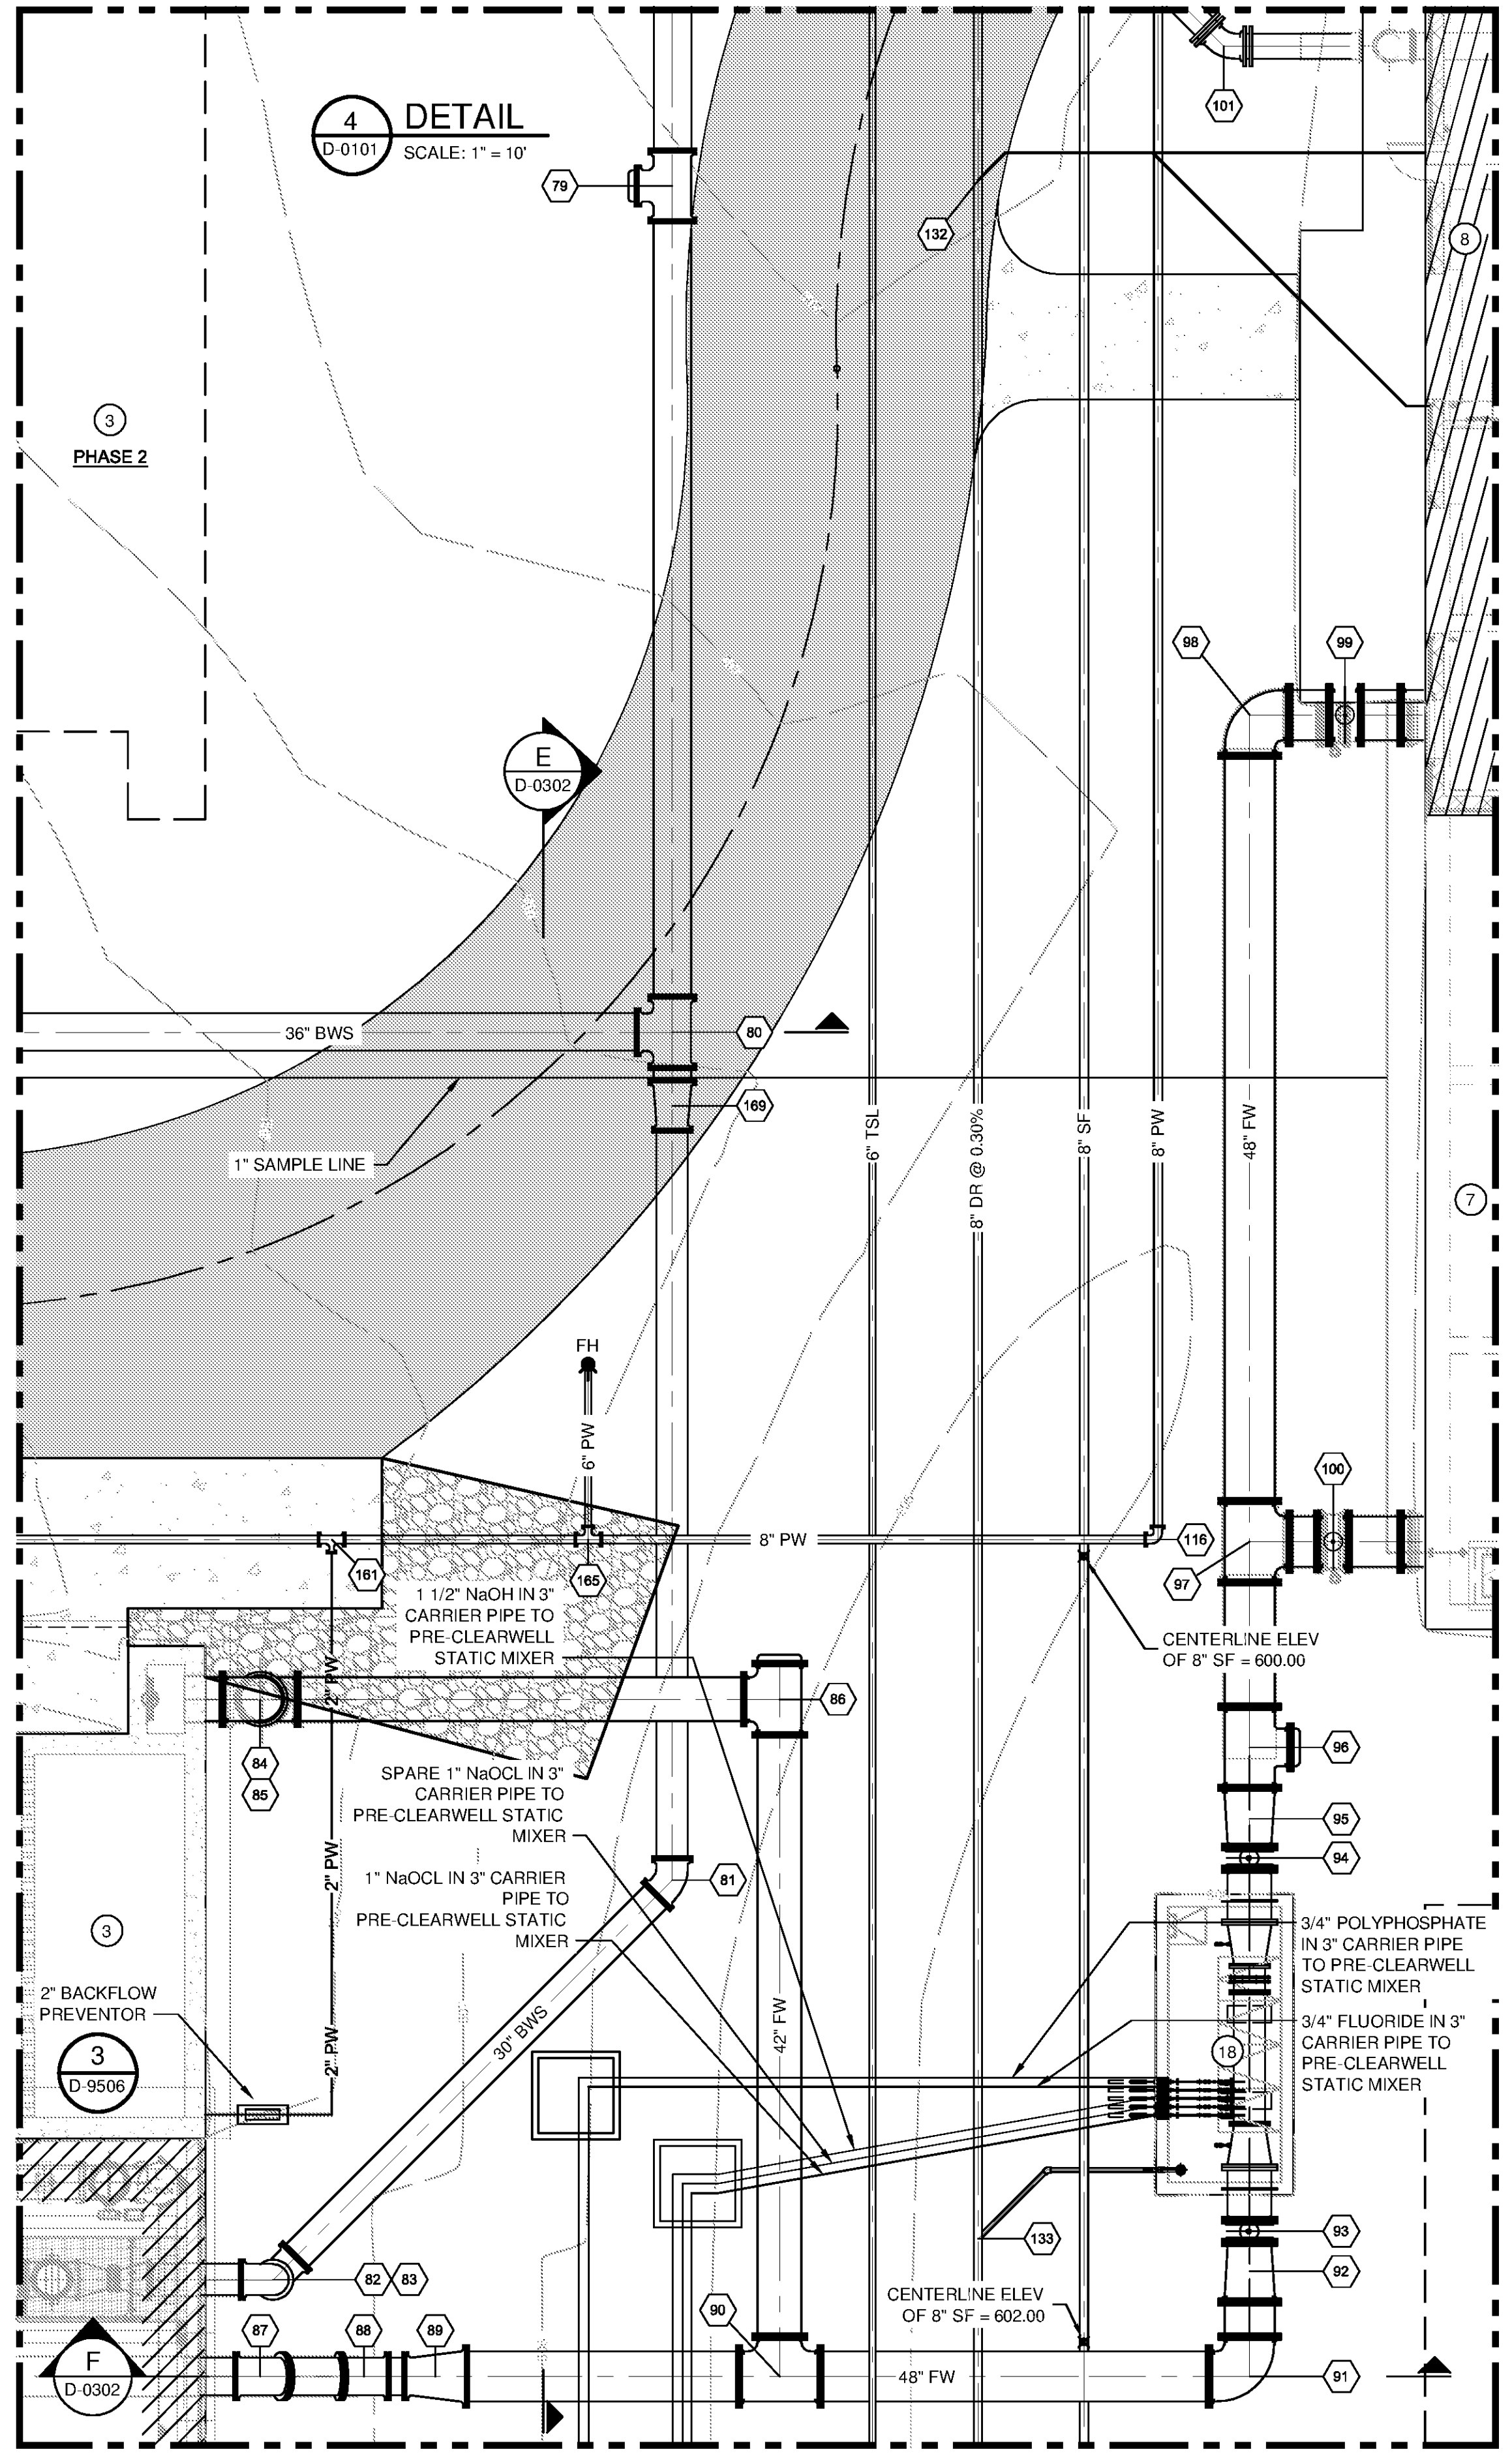 4
D-0101
DETAIL
SCALE: 1" = 10'
101
79
132
8
3
PHASE 2
98
99
E
D-0302
36" BWS
80
169
1" SAMPLE LINE
6" TSL
8" DR @ 0.30%
8" SF
8" PW
48" FW
7
FH
6" PW
100
8" PW
116
161
165
97
1 1/2" NaOH IN 3"
CARRIER PIPE TO
PRE-CLEARWELL
STATIC MIXER
CENTERLINE ELEV
OF 8" SF = 600.00
2" PW
86
84
85
96
SPARE 1" NaOCL IN 3"
CARRIER PIPE TO
PRE-CLEARWELL STATIC
MIXER
95
94
2" PW
81
1" NaOCL IN 3" CARRIER
PIPE TO
PRE-CLEARWELL STATIC
MIXER
3
3/4" POLYPHOSPHATE
IN 3" CARRIER PIPE
TO PRE-CLEARWELL
STATIC MIXER
2" BACKFLOW
PREVENTOR
30" BWS
42" FW
3/4" FLUORIDE IN 3"
CARRIER PIPE TO
PRE-CLEARWELL
STATIC MIXER
18
3
D-9506
2" PW
133
93
82
83
92
CENTERLINE ELEV
OF 8" SF = 602.00
90
87
88
89
F
D-0302
48" FW
91